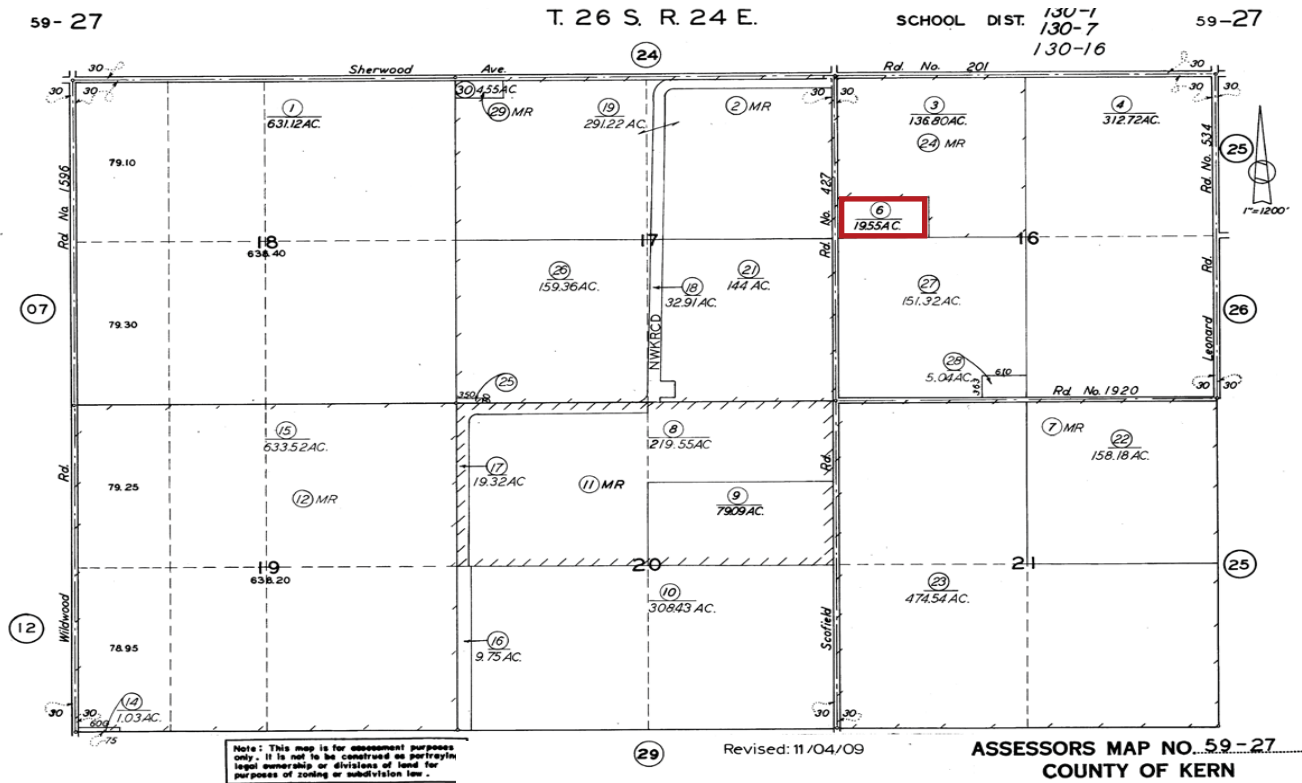 59- 27
T. 26 S. R. 24 E.
SCHOOL DIST. 130-1
130-7
130-16
59-27
24
30
Sherwood Ave.
Rd. No. 201
30
30 30
30 30
30 30
30 4.55 AC.
29 MR
1
631.12 AC.
19
291.22 AC.
2 MR
3
136.80 AC.
24 MR
4
312.72 AC.
25
1"=1200'
79.10
Rd. No. 1596
Rd. No. 427
Rd. No. 534
6
19.55 AC.
18
638.40
17
16
26
159.36 AC.
18
32.91 AC.
21
144 AC.
27
151.32 AC.
07
26
79.30
NWKRCD
Leonard Rd.
28
5.04 AC.
610
363
25
350
30 30
Rd. No. 1920
15
633.52 AC.
8
219.55 AC
7 MR
22
158.18 AC.
Rd.
Rd.
17
19.32 AC
79.25
12 MR
11 MR
9
79.09 AC.
19
638.20
20
21
25
10
308.43 AC.
23
474.54 AC.
12
Wildwood
Scofield
78.95
16
9.75 AC.
14
1.03 AC.
30 30
600
75
30 30
Note: This map is for assessment purposes
only. It is not to be construed as portraying
legal ownership or divisions of land for
purposes of zoning or subdivision law.
29
Revised: 11/04/09
ASSESSORS MAP NO. 59-27
COUNTY OF KERN